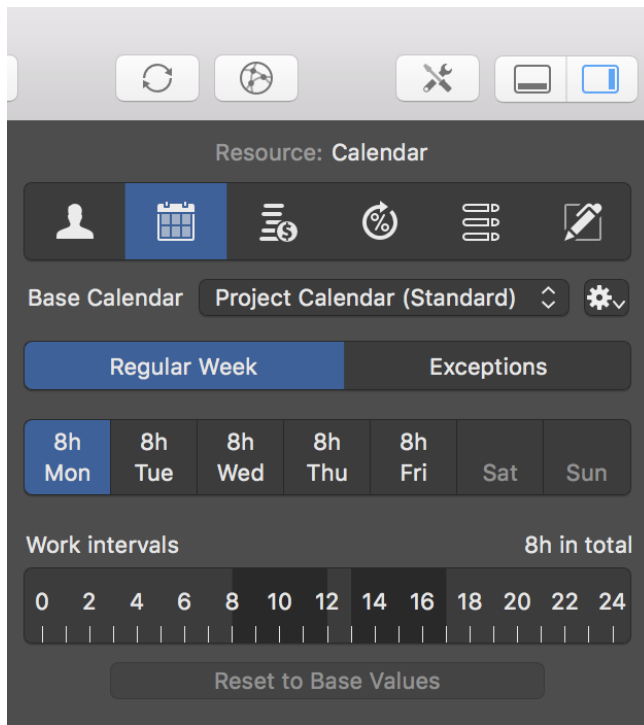 Resource: Calendar
Base Calendar Project Calendar (Standard)
Regular Week Exceptions
8h 8h 8h 8h 8h
Mon Tue Wed Thu Fri Sat Sun
Work intervals 8h in total
0 2 4 6 8 10 12 14 16 18 20 22 24
Reset to Base Values